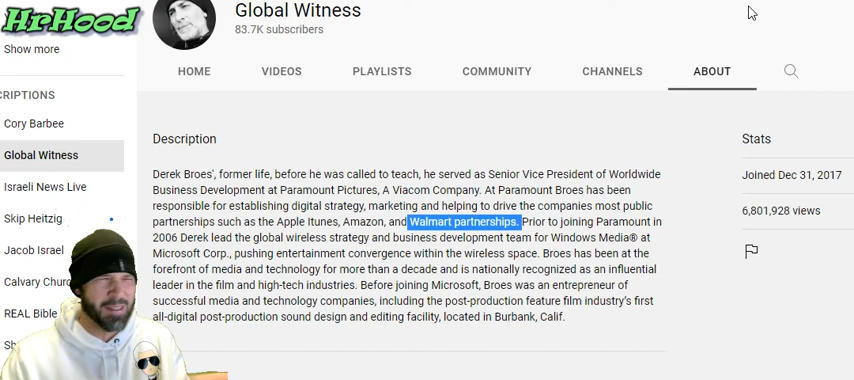 HrHood
Global Witness
83.7K subscribers
Show more
HOME VIDEOS PLAYLISTS COMMUNITY CHANNELS ABOUT
CRIPTIONS
Cory Barbee
Global Witness
Israeli News Live
Skip Heitzig
Jacob Israel
Calvary Churc
REAL Bible
Sh
Description
Derek Broes', former life, before he was called to teach, he served as Senior Vice President of Worldwide
Business Development at Paramount Pictures, A Viacom Company. At Paramount Broes has been
responsible for establishing digital strategy, marketing and helping to drive the companies most public
partnerships such as the Apple Itunes, Amazon, and Walmart partnerships. Prior to joining Paramount in
2006 Derek lead the global wireless strategy and business development team for Windows Media® at
Microsoft Corp., pushing entertainment convergence within the wireless space. Broes has been at the
forefront of media and technology for more than a decade and is nationally recognized as an influential
leader in the film and high-tech industries. Before joining Microsoft, Broes was an entrepreneur of
successful media and technology companies, including the post-production feature film industry's first
all-digital post-production sound design and editing facility, located in Burbank, Calif.
Stats
Joined Dec 31, 2017
6,801,928 views